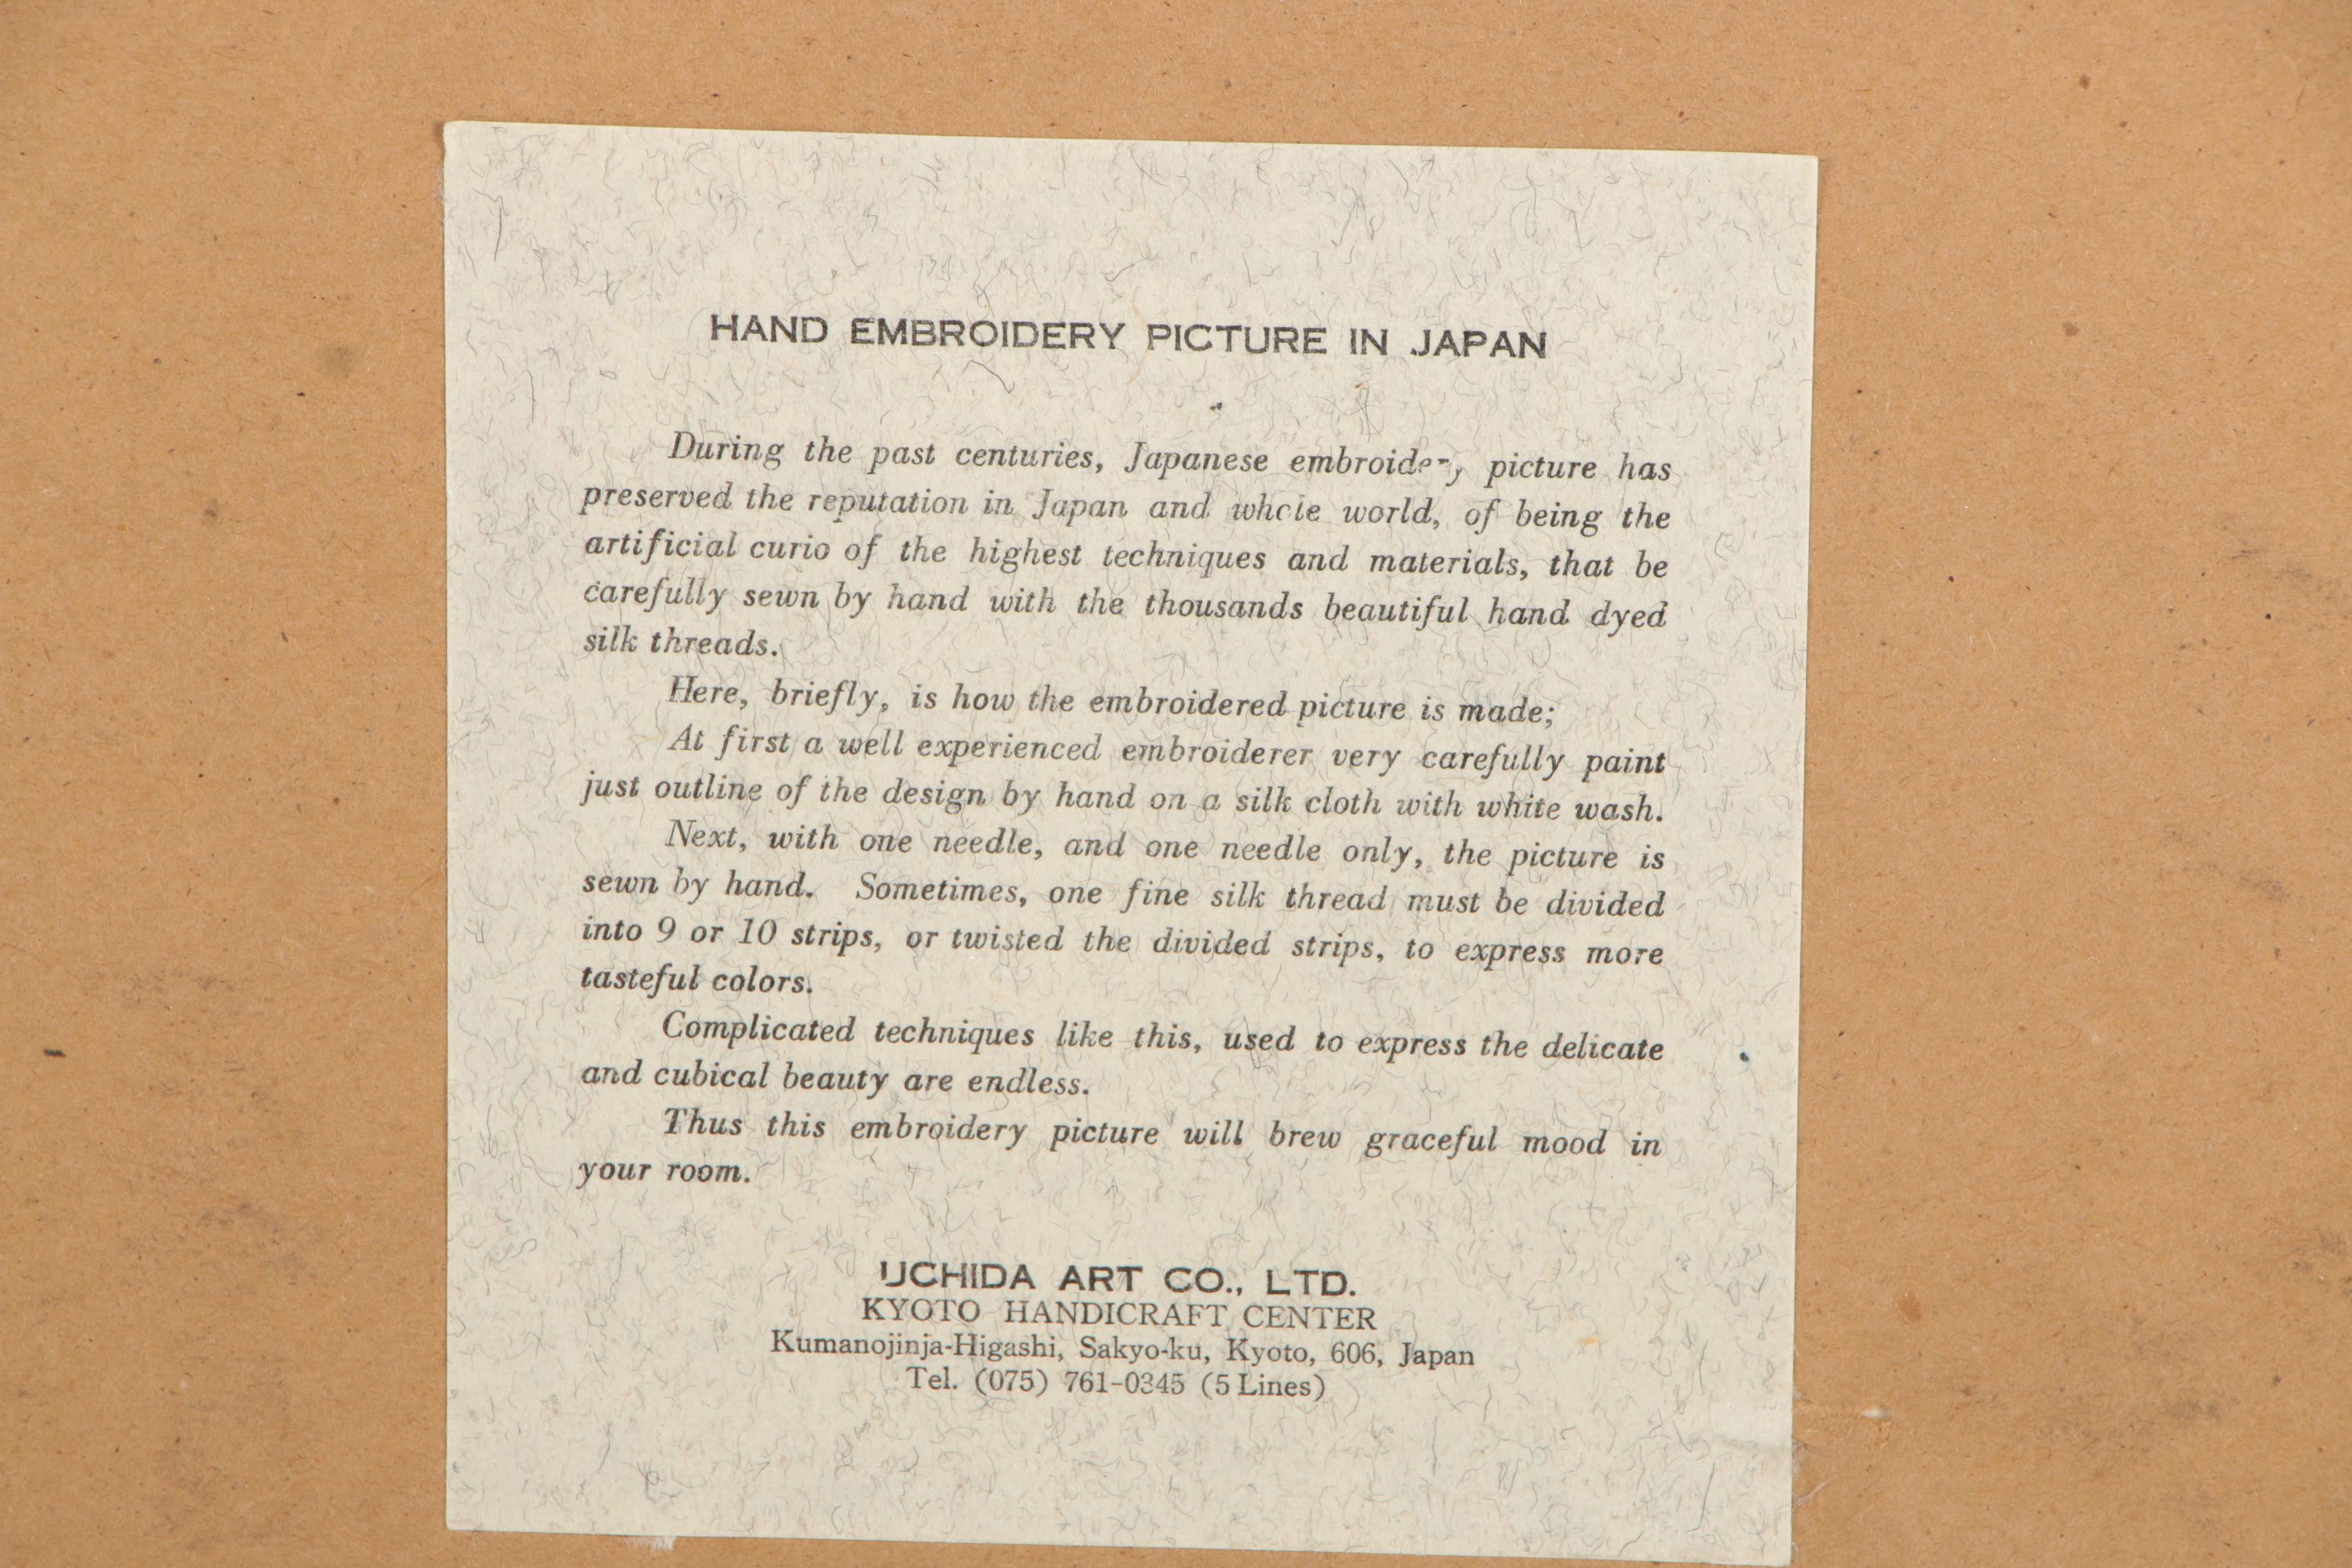 HAND EMBROIDERY PICTURE IN JAPAN
During the past centuries, Japanese embroidery picture has
preserved the reputation in Japan and whole world, of being the
artificial curio of the highest techniques and materials, that be
carefully sewn by hand with the thousands beautiful hand dyed
silk threads.
Here, briefly, is how the embroidered picture is made;
At first a well experienced embroiderer very carefully paint
just outline of the design by hand on a silk cloth with white wash.
Next, with one needle, and one needle only, the picture is
sewn by hand. Sometimes, one fine silk thread must be divided
into 9 or 10 strips, or twisted the divided strips, to express more
tasteful colors.
Complicated techniques like this, used to express the delicate
and cubical beauty are endless.
Thus this embroidery picture will brew graceful mood in
your room.
UCHIDA ART CO., LTD.
KYOTO HANDICRAFT CENTER
Kumanojinja-Higashi, Sakyo-ku, Kyoto, 606, Japan
Tel. (075) 761-0345 (5 Lines)